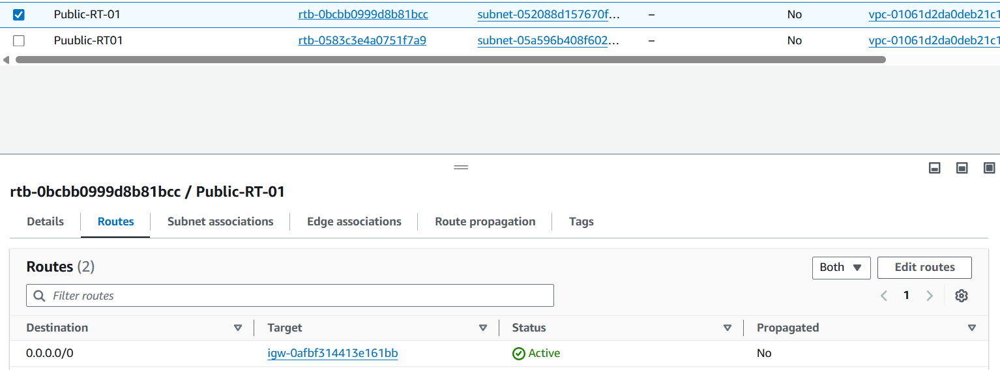 Public-RT-01 rtb-0bcbb0999d8b81bcc subnet-052088d157670f... – No vpc-01061d2da0deb21c1
Puublic-RT01 rtb-0583c3e4a0751f7a9 subnet-05a596b408f602... – No vpc-01061d2da0deb21c1
rtb-0bcbb0999d8b81bcc / Public-RT-01
Details Routes Subnet associations Edge associations Route propagation Tags
Routes (2) Both Edit routes
Filter routes 1
Destination Target Status Propagated
0.0.0.0/0 igw-0afbf314413e161bb Active No